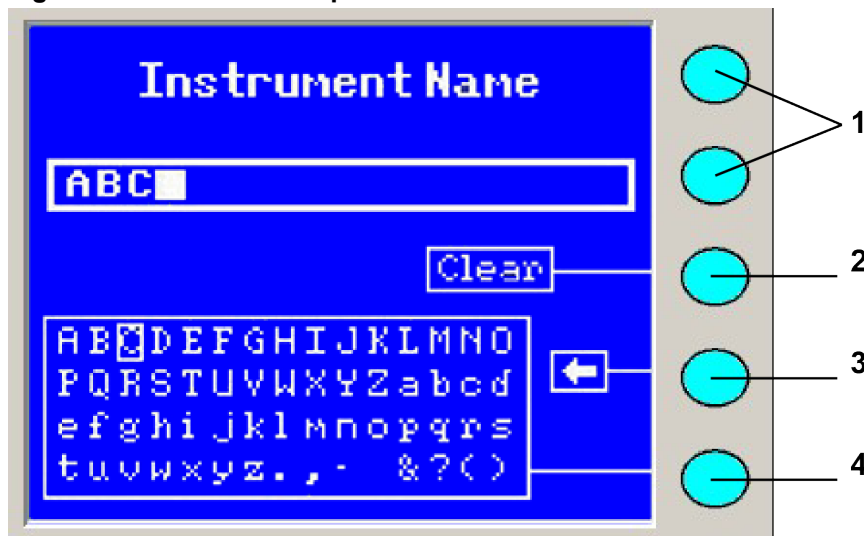 Instrument Name
ABC
Clear
A B C D E F G H I J K L M N O
P Q R S T U V W X Y Z a b c d
e f g h i j k l m n o p q r s
t u v w x y z . , - & ? ( )
1
2
3
4